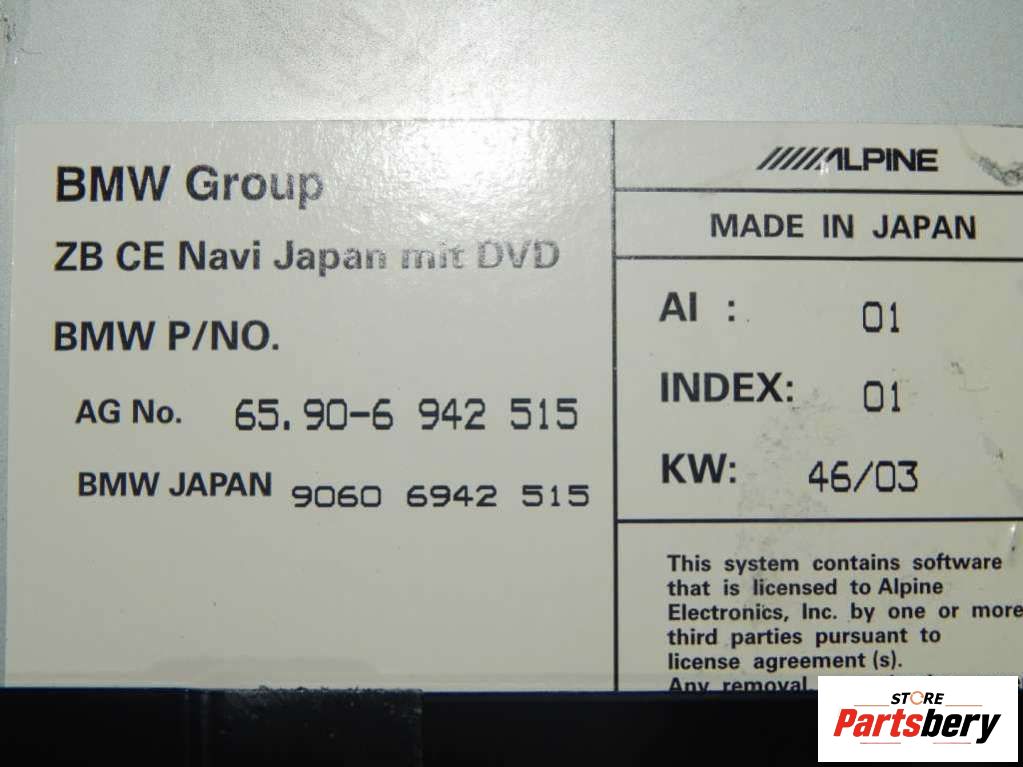 BMW Group
ZB CE Navi Japan mit DVD
BMW P/NO.
AG No. 65.90-6 942 515
BMW JAPAN 9060 6942 515
ALPINE
MADE IN JAPAN
AI : 01
INDEX: 01
KW: 46/03
This system contains software
that is licensed to Alpine
Electronics, Inc. by one or more
third parties pursuant to
license agreement (s).
Any removal,
STORE
Partsbery